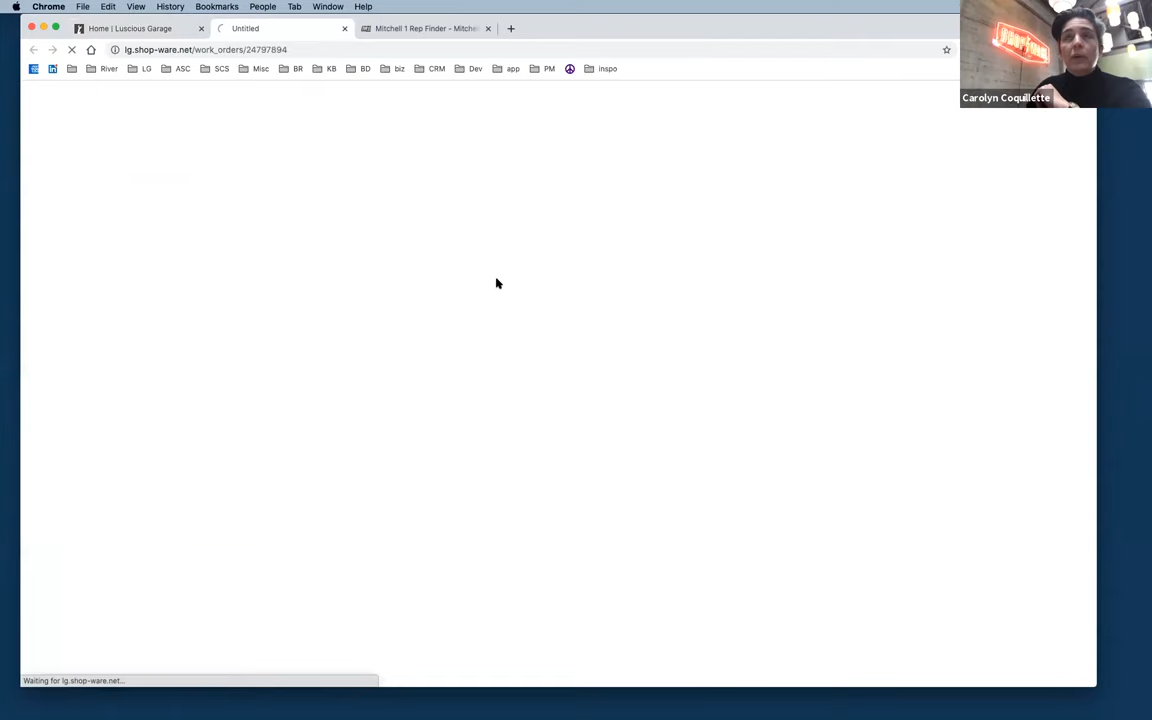 Chrome File Edit View History Bookmarks People Tab Window Help
Home | Luscious Garage
Untitled
Mitchell 1 Rep Finder - Mitche
lg.shop-ware.net/work_orders/24797894
River LG ASC SCS Misc BR KB BD biz CRM Dev app PM inspo
Carolyn Coquillette
Waiting for lg.shop-ware.net...